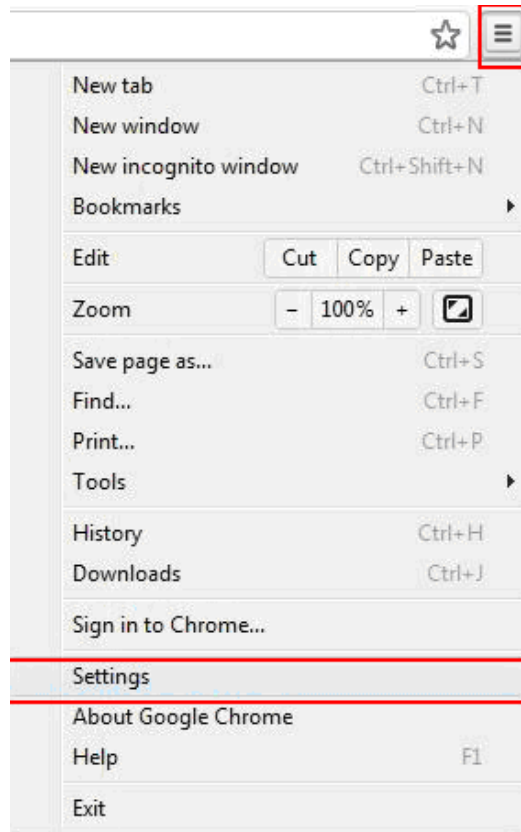 New tab Ctrl+T
New window Ctrl+N
New incognito window Ctrl+Shift+N
Bookmarks
Edit Cut Copy Paste
Zoom - 100% +
Save page as... Ctrl+S
Find... Ctrl+F
Print... Ctrl+P
Tools
History Ctrl+H
Downloads Ctrl+J
Sign in to Chrome...
Settings
About Google Chrome
Help F1
Exit